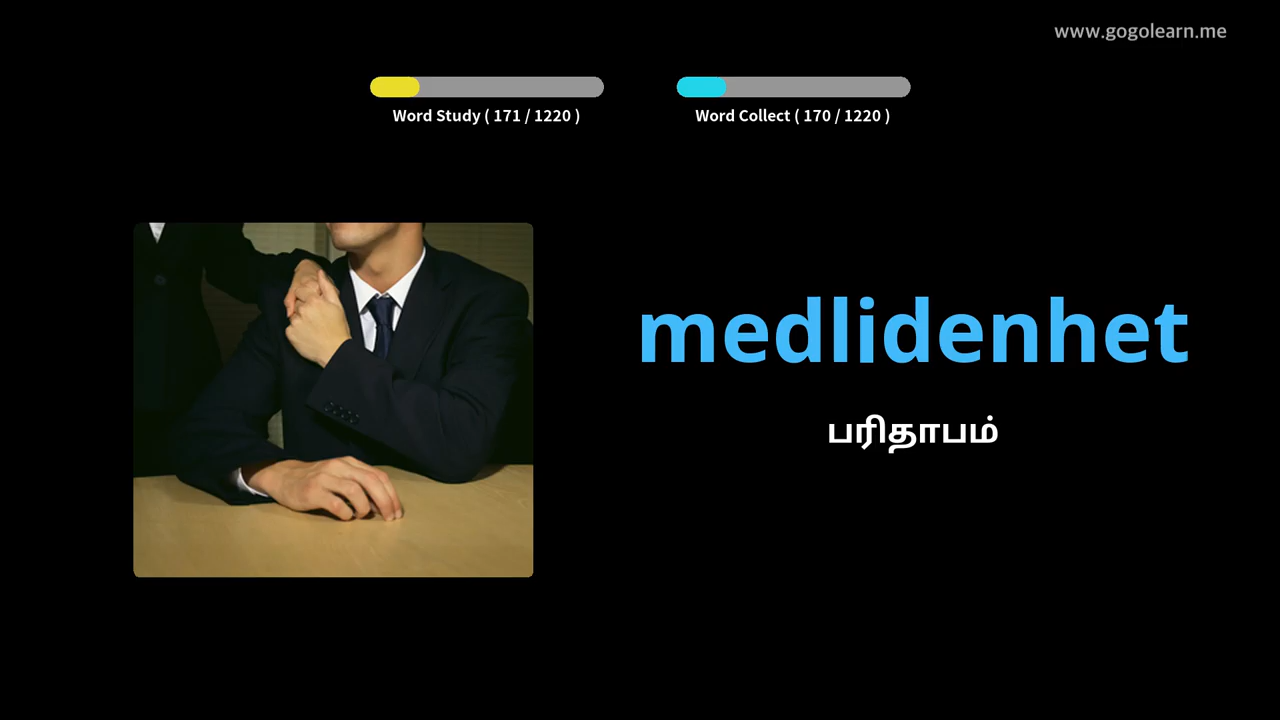 www.gogolearn.me
Word Study ( 171 / 1220 )
Word Collect ( 170 / 1220 )
medlidenhet
பரிதாபம்